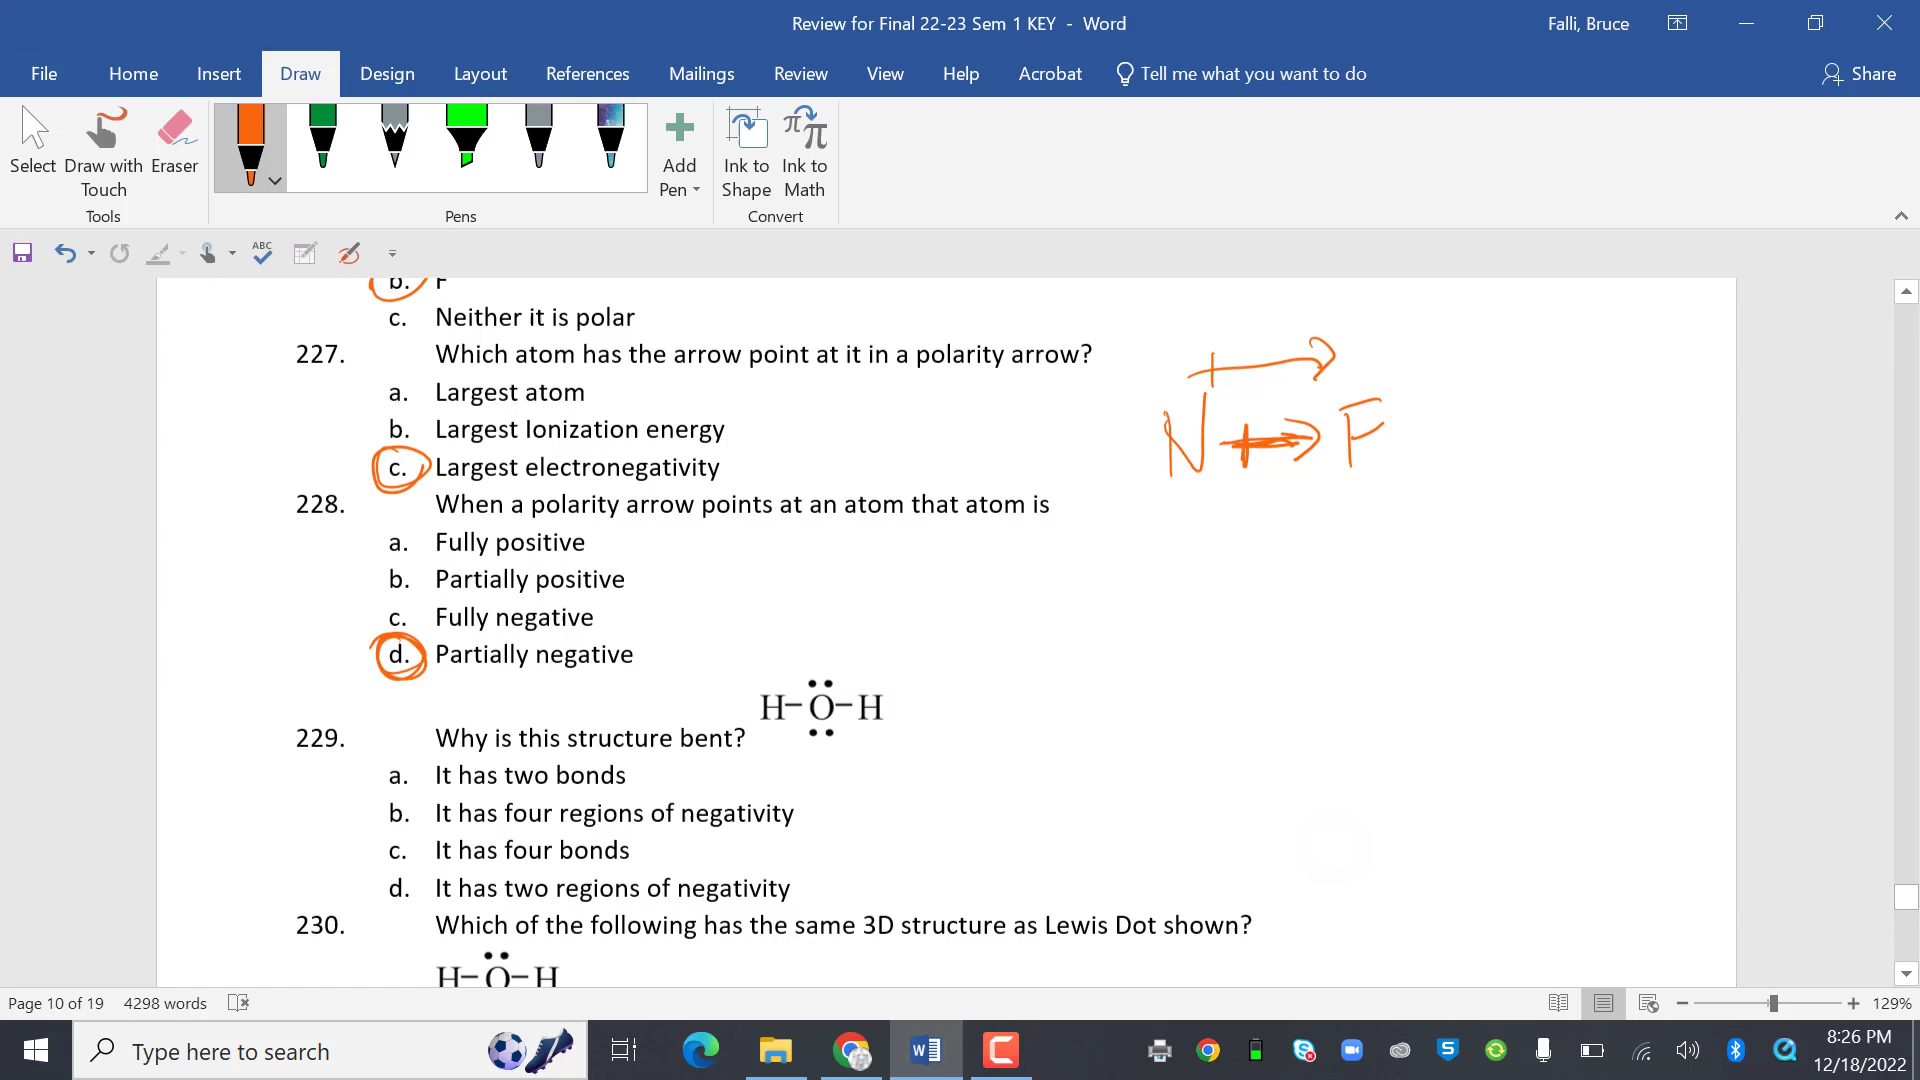 Review for Final 22-23 Sem 1 KEY - Word
Falli, Bruce
File Home Insert Draw Design Layout References Mailings Review View Help Acrobat Tell me what you want to do Share
Select Draw with Touch Eraser
Add Pen
Ink to Shape Ink to Math
Tools Pens Convert
ABC
b. F
c. Neither it is polar
227. Which atom has the arrow point at it in a polarity arrow?
a. Largest atom
b. Largest Ionization energy
c. Largest electronegativity
N F
228. When a polarity arrow points at an atom that atom is
a. Fully positive
b. Partially positive
c. Fully negative
d. Partially negative
H-O-H
229. Why is this structure bent?
a. It has two bonds
b. It has four regions of negativity
c. It has four bonds
d. It has two regions of negativity
230. Which of the following has the same 3D structure as Lewis Dot shown?
H-O-H
Page 10 of 19 4298 words 129%
Type here to search
8:26 PM
12/18/2022